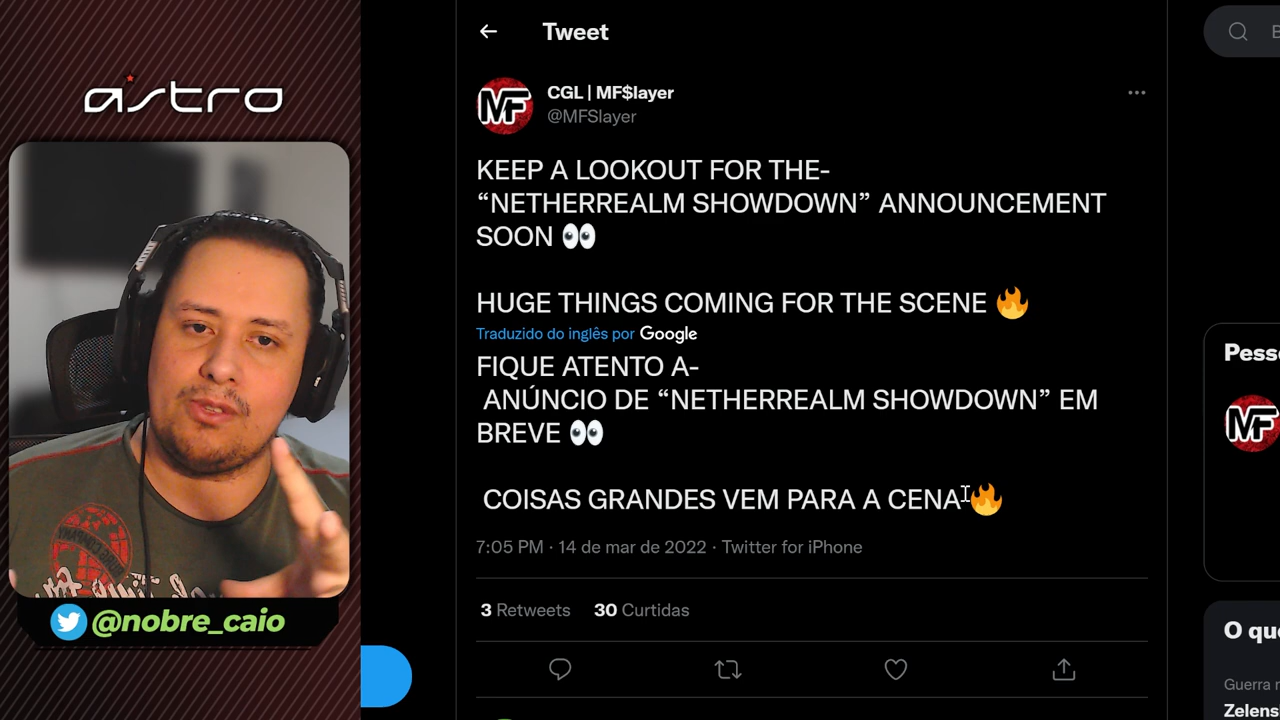 astro
@nobre_caio
Tweet
CGL | MF$layer
@MFSlayer
KEEP A LOOKOUT FOR THE-
“NETHERREALM SHOWDOWN” ANNOUNCEMENT
SOON 👀
HUGE THINGS COMING FOR THE SCENE 🔥
Traduzido do inglês por Google
FIQUE ATENTO A-
ANÚNCIO DE “NETHERREALM SHOWDOWN” EM
BREVE 👀
COISAS GRANDES VEM PARA A CENA 🔥
7:05 PM · 14 de mar de 2022 · Twitter for iPhone
3 Retweets 30 Curtidas
MF
Pess
MF
O qu
Guerra
Zelens